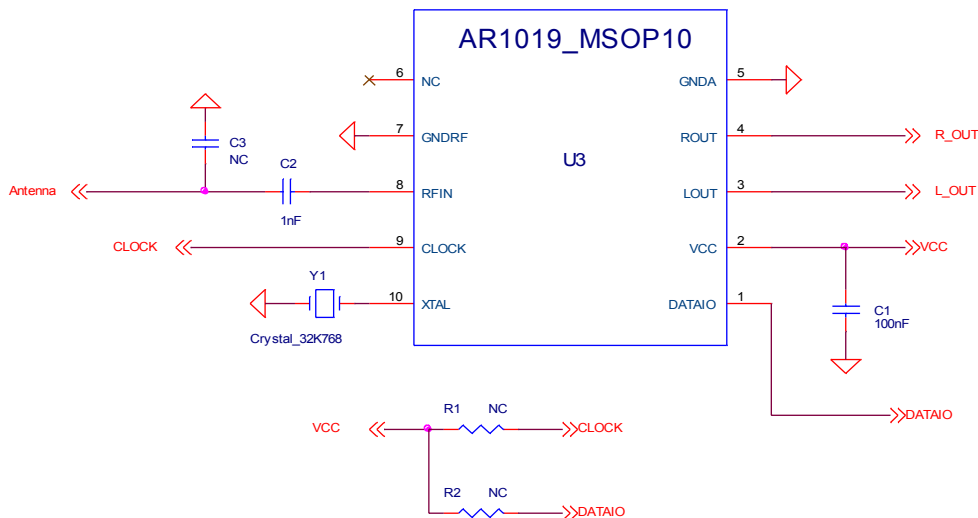 AR1019_MSOP10
6 NC GNDA 5
C3
NC
7 GNDRF ROUT 4 R_OUT
U3
C2
Antenna 8 RFIN LOUT 3 L_OUT
1nF
CLOCK 9 CLOCK VCC 2 VCC
Y1
10 XTAL DATAIO 1
C1
100nF
Crystal_32K768
R1 NC
DATAIO
VCC CLOCK
R2 NC
DATAIO